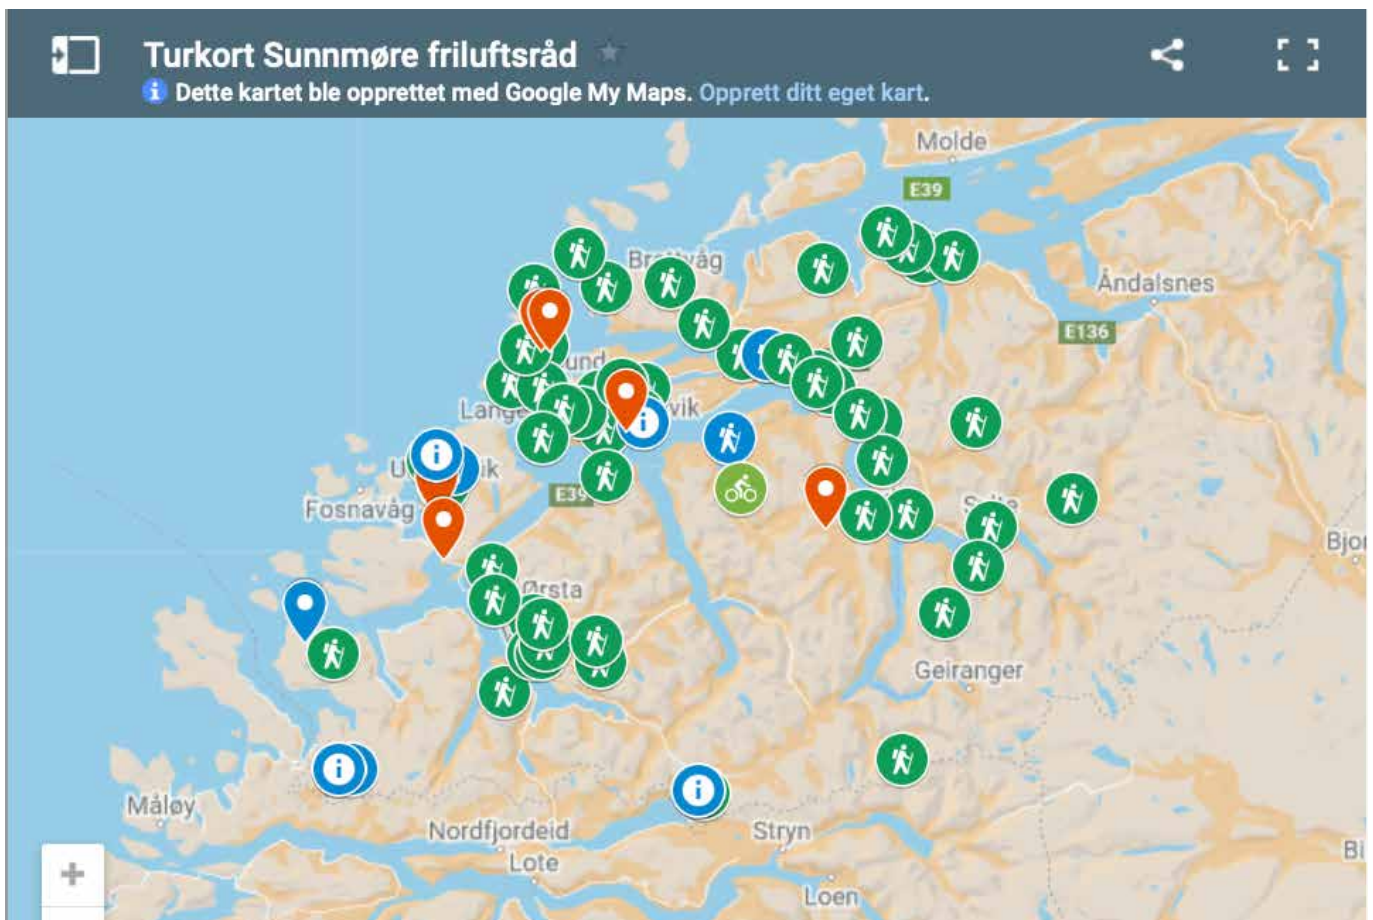 Turkort Sunnmøre friluftsråd
Dette kartet ble opprettet med Google My Maps. Opprett ditt eget kart.
Molde
E39
Åndalsnes
E136
E39
Fosnavåg
Ørsta
Geiranger
Måløy
Nordfjordeid
Stryn
Lote
Loen